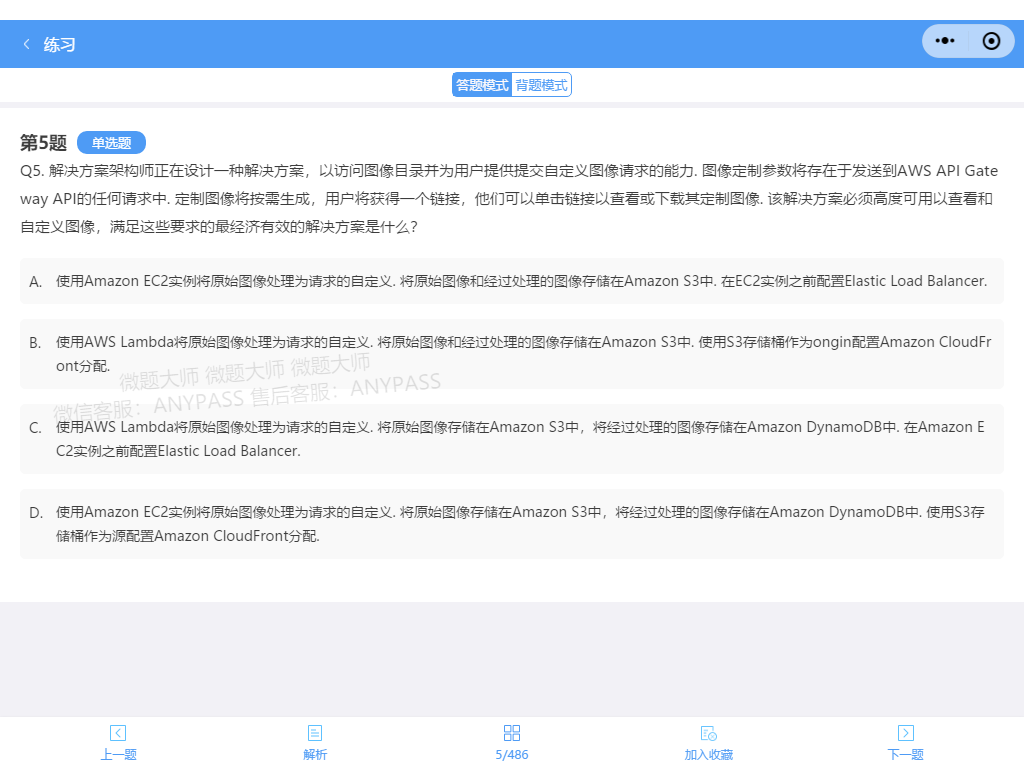 练习
答题模式 背题模式
第5题 单选题
Q5. 解决方案架构师正在设计一种解决方案，以访问图像目录并为用户提供提交自定义图像请求的能力. 图像定制参数将存在于发送到AWS API Gate
way API的任何请求中. 定制图像将按需生成，用户将获得一个链接，他们可以单击链接以查看或下载其定制图像. 该解决方案必须高度可用以查看和
自定义图像，满足这些要求的最经济有效的解决方案是什么？
A. 使用Amazon EC2实例将原始图像处理为请求的自定义. 将原始图像和经过处理的图像存储在Amazon S3中. 在EC2实例之前配置Elastic Load Balancer.
B. 使用AWS Lambda将原始图像处理为请求的自定义. 将原始图像和经过处理的图像存储在Amazon S3中. 使用S3存储桶作为ongin配置Amazon CloudFr
ont分配.
微题大师 微题大师 微题大师
微信客服：ANYPASS 售后客服：ANYPASS
C. 使用AWS Lambda将原始图像处理为请求的自定义. 将原始图像存储在Amazon S3中，将经过处理的图像存储在Amazon DynamoDB中. 在Amazon E
C2实例之前配置Elastic Load Balancer.
D. 使用Amazon EC2实例将原始图像处理为请求的自定义. 将原始图像存储在Amazon S3中，将经过处理的图像存储在Amazon DynamoDB中. 使用S3存
储桶作为源配置Amazon CloudFront分配.
上一题 解析 5/486 加入收藏 下一题